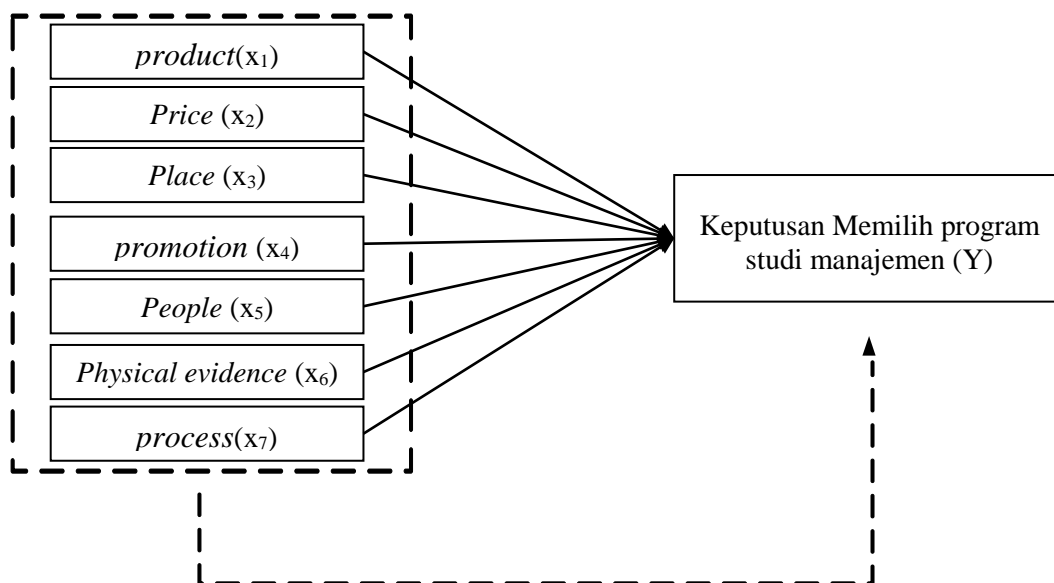 product(x₁)
Price (x₂)
Place (x₃)
promotion (x₄)
People (x₅)
Physical evidence (x₆)
process(x₇)
Keputusan Memilih program
studi manajemen (Y)